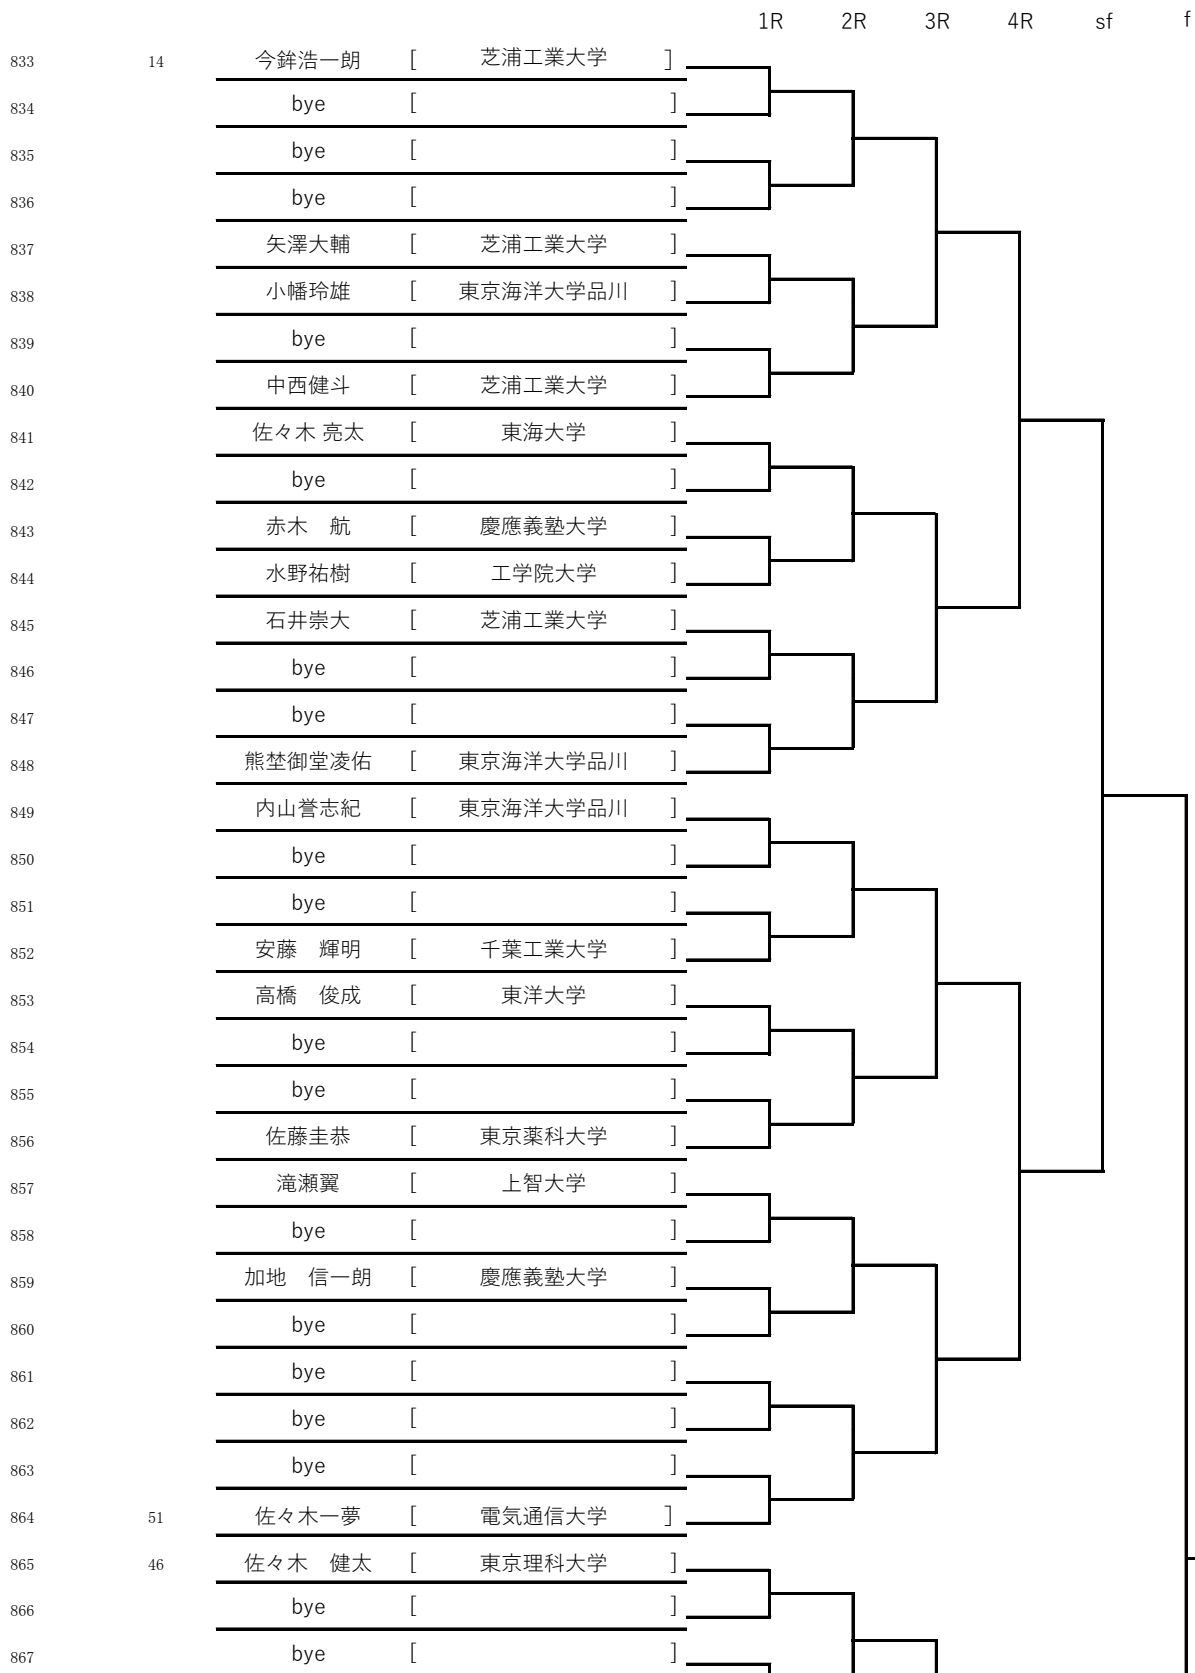 1R 2R 3R 4R sf f
833 14 今鉾浩一朗 [ 芝浦工業大学 ]
834 bye [ ]
835 bye [ ]
836 bye [ ]
837 矢澤大輔 [ 芝浦工業大学 ]
838 小幡玲雄 [ 東京海洋大学品川 ]
839 bye [ ]
840 中西健斗 [ 芝浦工業大学 ]
841 佐々木 亮太 [ 東海大学 ]
842 bye [ ]
843 赤木　航 [ 慶應義塾大学 ]
844 水野祐樹 [ 工学院大学 ]
845 石井崇大 [ 芝浦工業大学 ]
846 bye [ ]
847 bye [ ]
848 熊埜御堂凌佑 [ 東京海洋大学品川 ]
849 内山誉志紀 [ 東京海洋大学品川 ]
850 bye [ ]
851 bye [ ]
852 安藤　輝明 [ 千葉工業大学 ]
853 高橋　俊成 [ 東洋大学 ]
854 bye [ ]
855 bye [ ]
856 佐藤圭恭 [ 東京薬科大学 ]
857 滝瀬翼 [ 上智大学 ]
858 bye [ ]
859 加地　信一朗 [ 慶應義塾大学 ]
860 bye [ ]
861 bye [ ]
862 bye [ ]
863 bye [ ]
864 51 佐々木一夢 [ 電気通信大学 ]
865 46 佐々木　健太 [ 東京理科大学 ]
866 bye [ ]
867 bye [ ]